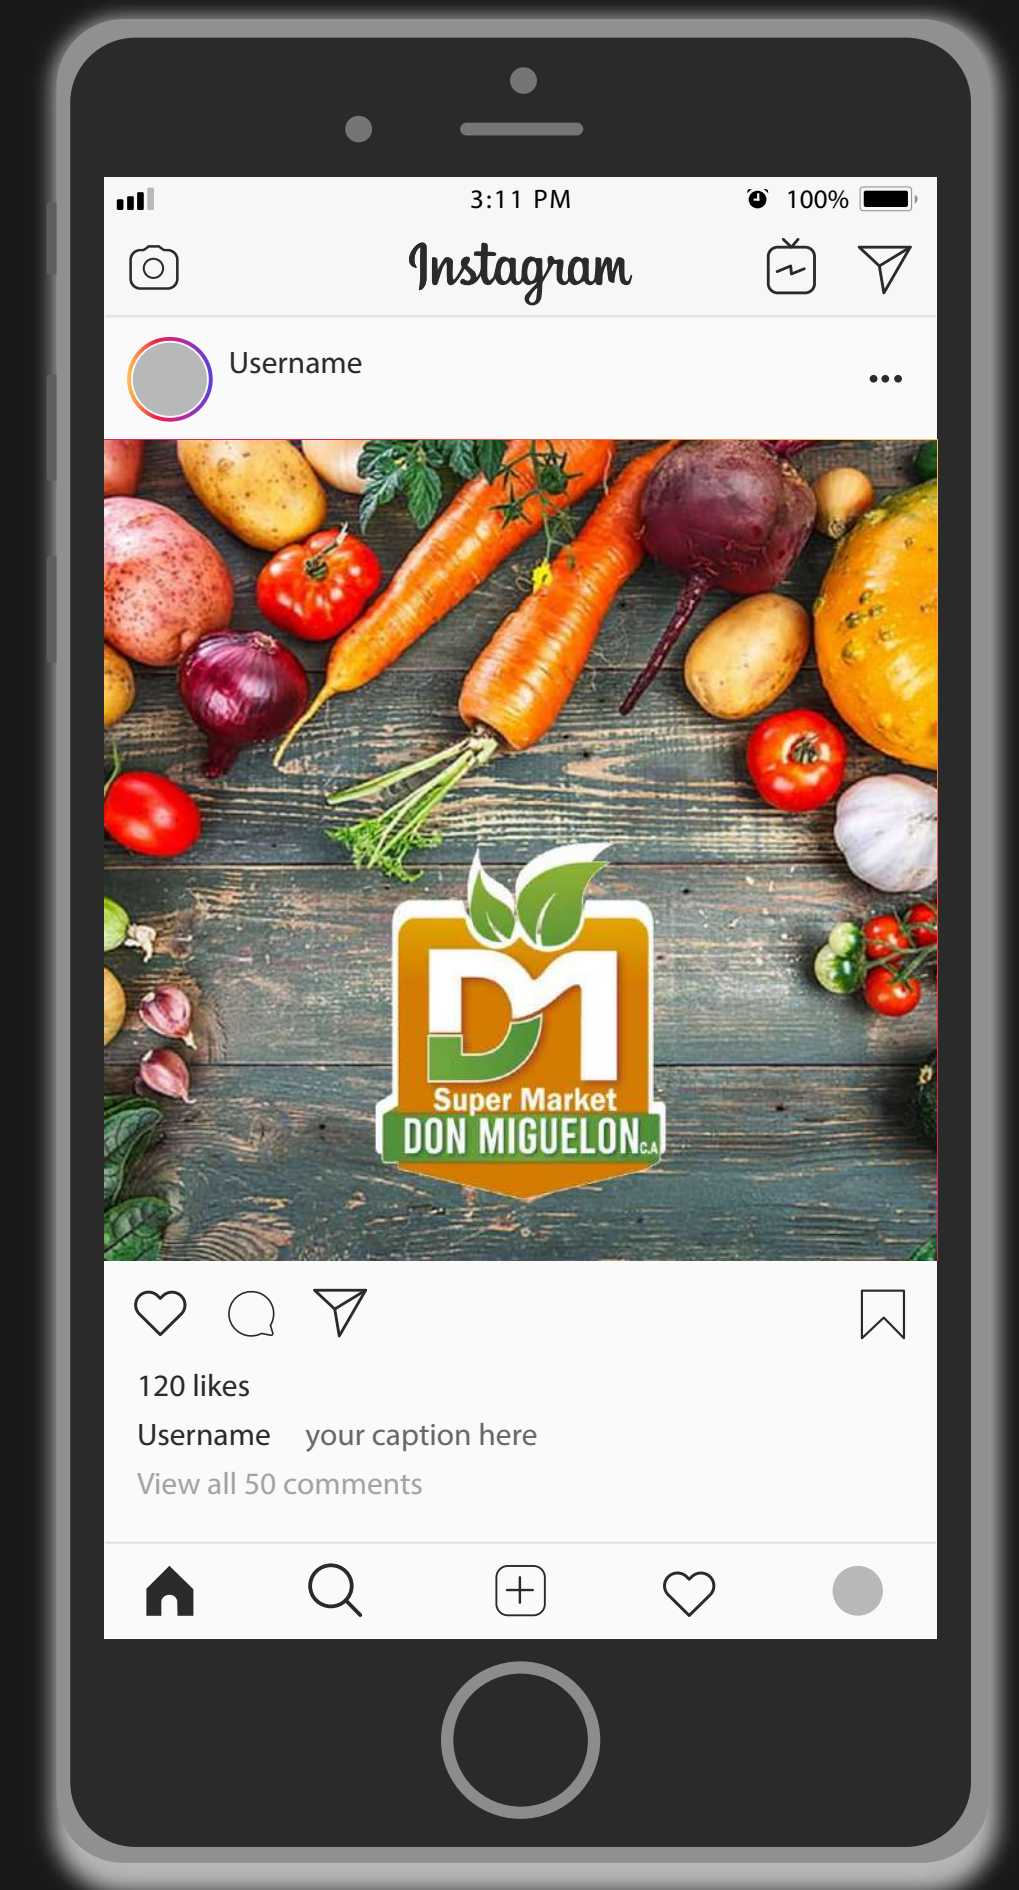 3:11 PM
100%
Instagram
Username
DM
Super Market
DON MIGUELON C.A
120 likes
Username your caption here
View all 50 comments